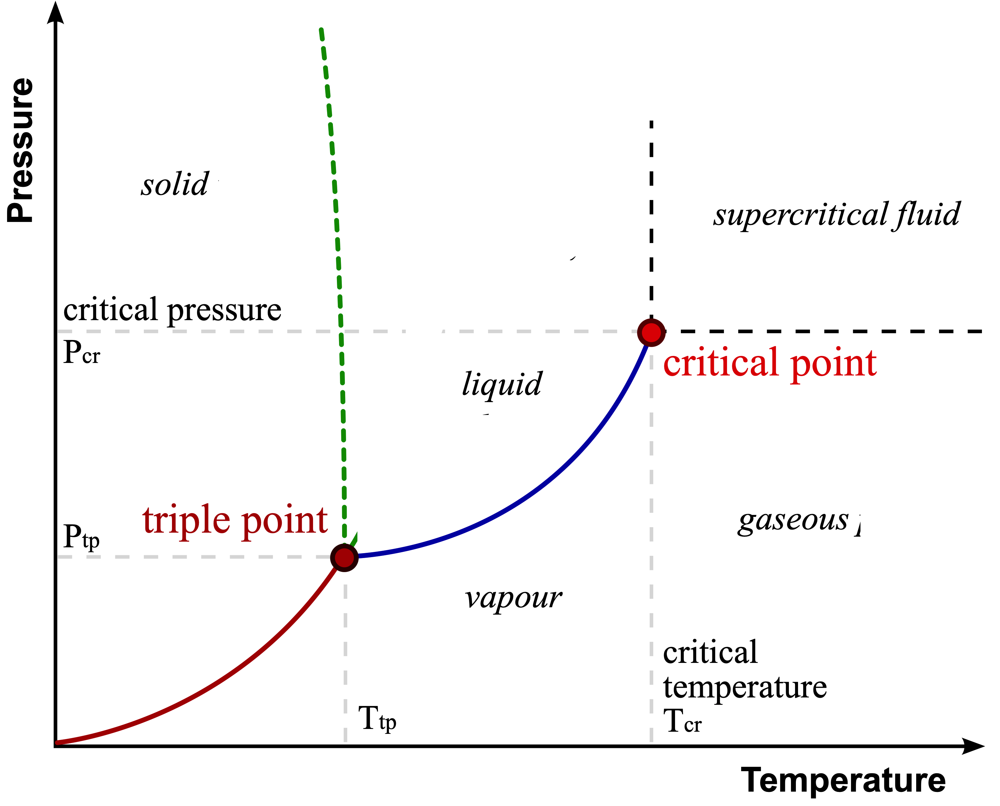 Pressure
solid
supercritical fluid
critical pressure
Pcr
critical point
liquid
triple point
Ptp
gaseous
vapour
critical
temperature
Tcr
Ttp
Temperature